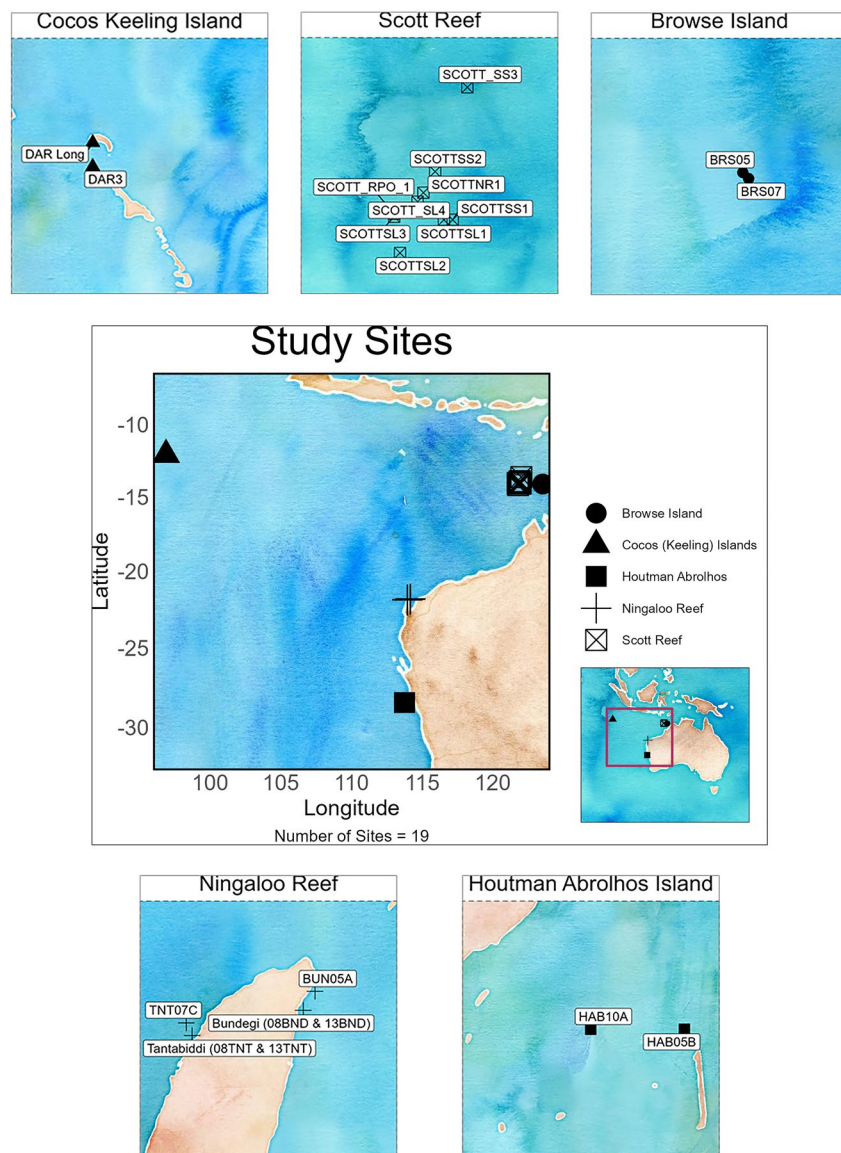 Cocos Keeling Island
Scott Reef
Browse Island
DAR Long
DAR3
SCOTT_SS3
SCOTTSS2
SCOTT_RPO_1
SCOTTNR1
SCOTT_SL4
SCOTTSS1
SCOTTSL3
SCOTTSL1
SCOTTSL2
BRS05
BRS07
Study Sites
Latitude
-10
-15
-20
-25
-30
100
105
110
115
120
Longitude
Number of Sites = 19
Browse Island
Cocos (Keeling) Islands
Houtman Abrolhos
Ningaloo Reef
Scott Reef
Ningaloo Reef
Houtman Abrolhos Island
BUN05A
TNT07C
Bundegi (08BND & 13BND)
Tantabiddi (08TNT & 13TNT)
HAB10A
HAB05B